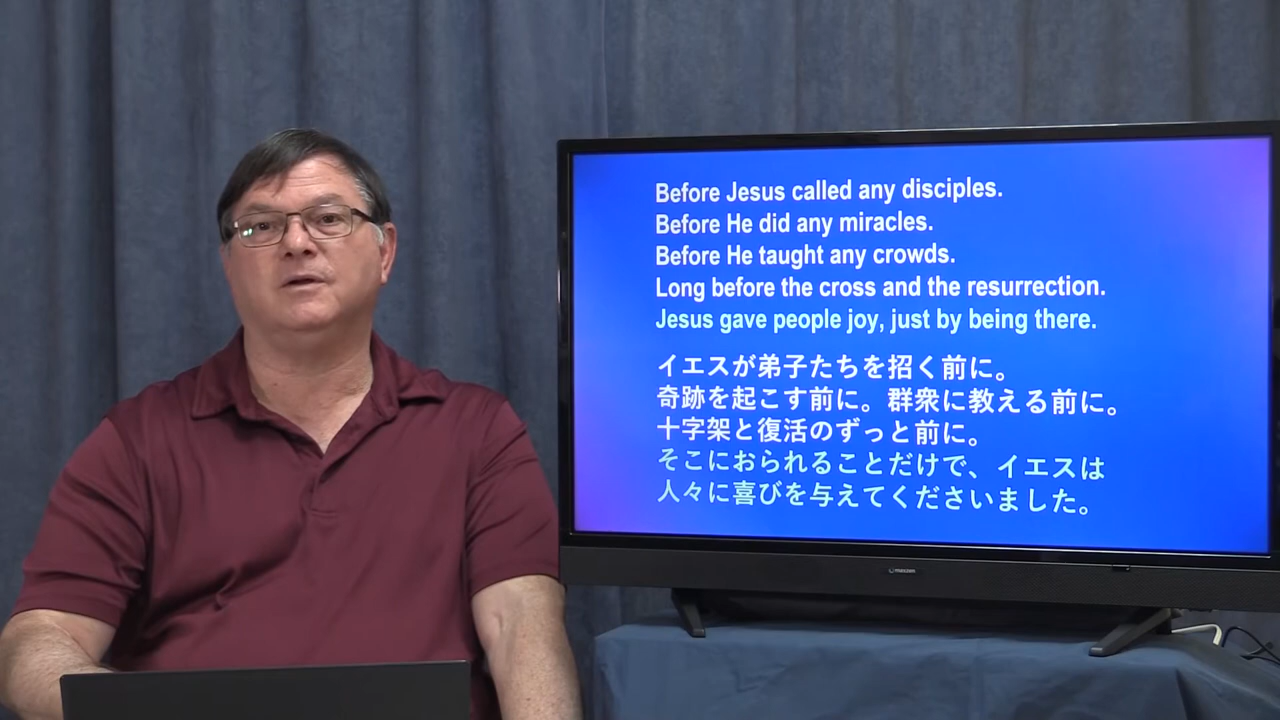 Before Jesus called any disciples.
Before He did any miracles.
Before He taught any crowds.
Long before the cross and the resurrection.
Jesus gave people joy, just by being there.
イエスが弟子たちを招く前に。
奇跡を起こす前に。群衆に教える前に。
十字架と復活のずっと前に。
そこにおられることだけで、イエスは
人々に喜びを与えてくださいました。